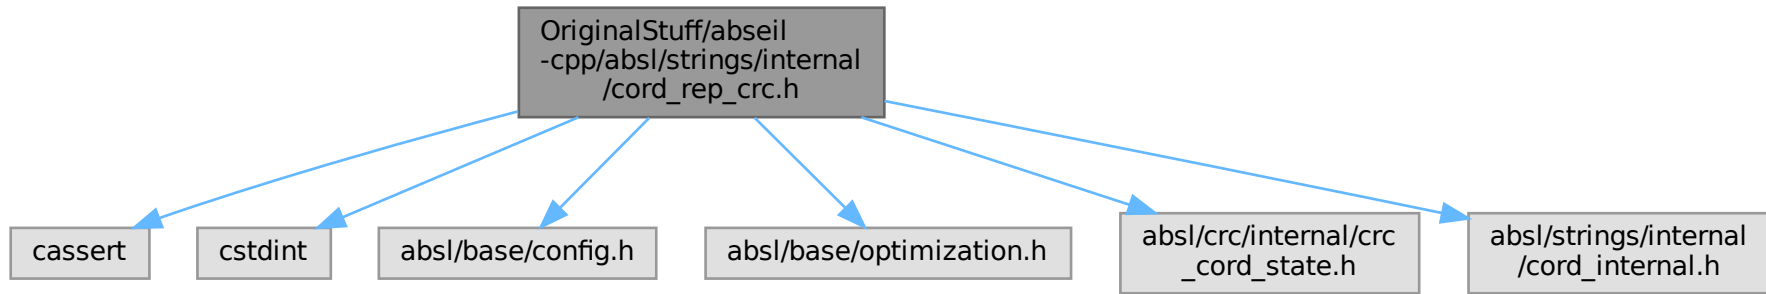 OriginalStuff/abseil
-cpp/absl/strings/internal
/cord_rep_crc.h
cassert
cstdint
absl/base/config.h
absl/base/optimization.h
absl/crc/internal/crc
_cord_state.h
absl/strings/internal
/cord_internal.h